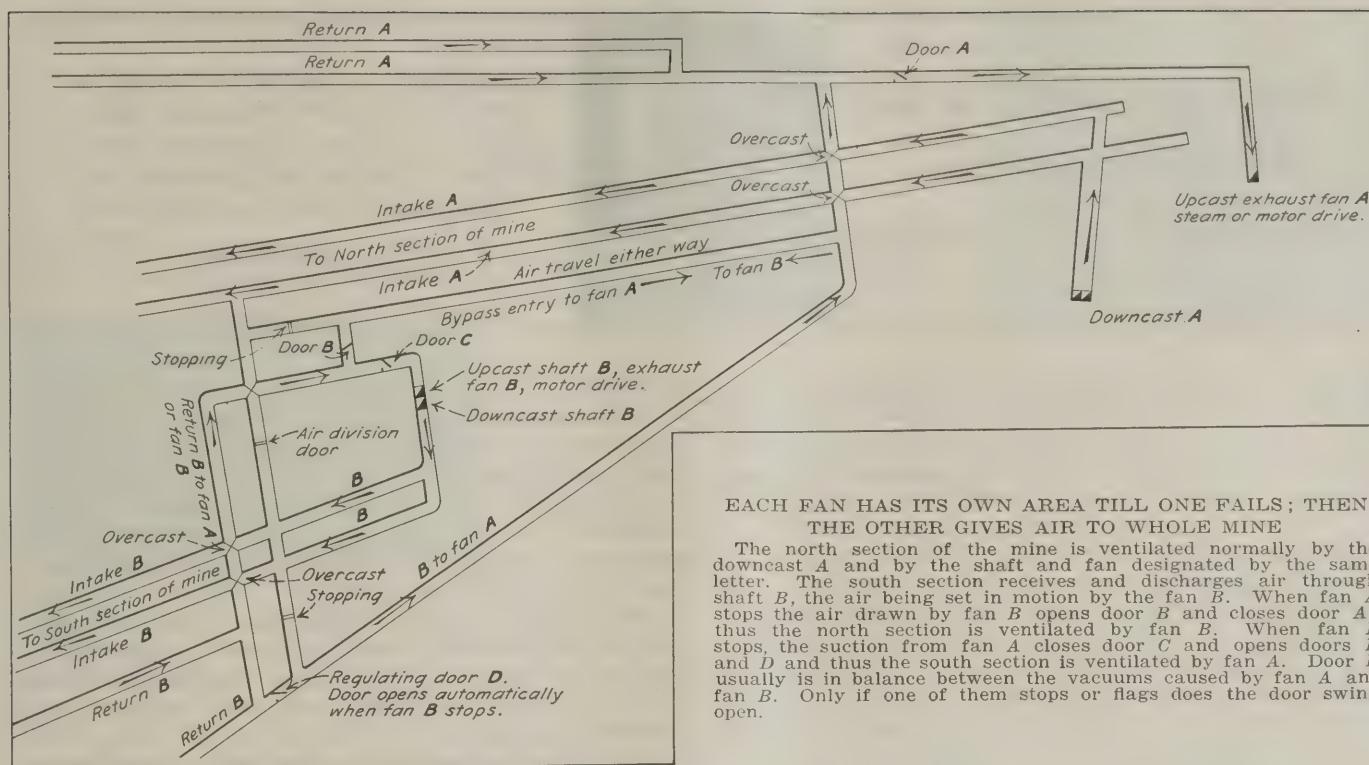 Return A
Return A
Door A
Overcast
Overcast
Intake A
To North section of mine
Intake A
Air travel either way
Bypass entry to fan A
To fan B
Upcast exhaust fan A
steam or motor drive.
Downcast A
Stopping
Door B
Door C
Upcast shaft B, exhaust
fan B, motor drive.
Downcast shaft B
Return B to fan A
or fan B
Air division
door
B
B
Overcast
Intake B
To South section of mine
Intake B
Return B
Return B
Overcast
Stopping
B to fan A
Regulating door D.
Door opens automatically
when fan B stops.
EACH FAN HAS ITS OWN AREA TILL ONE FAILS; THEN
THE OTHER GIVES AIR TO WHOLE MINE
The north section of the mine is ventilated normally by th
downcast A and by the shaft and fan designated by the sam
letter. The south section receives and discharges air throug
shaft B, the air being set in motion by the fan B. When fan
stops the air drawn by fan B opens door B and closes door A
thus the north section is ventilated by fan B. When fan
stops, the suction from fan A closes door C and opens doors
and D and thus the south section is ventilated by fan A. Door
usually is in balance between the vacuums caused by fan A an
fan B. Only if one of them stops or flags does the door swin
open.